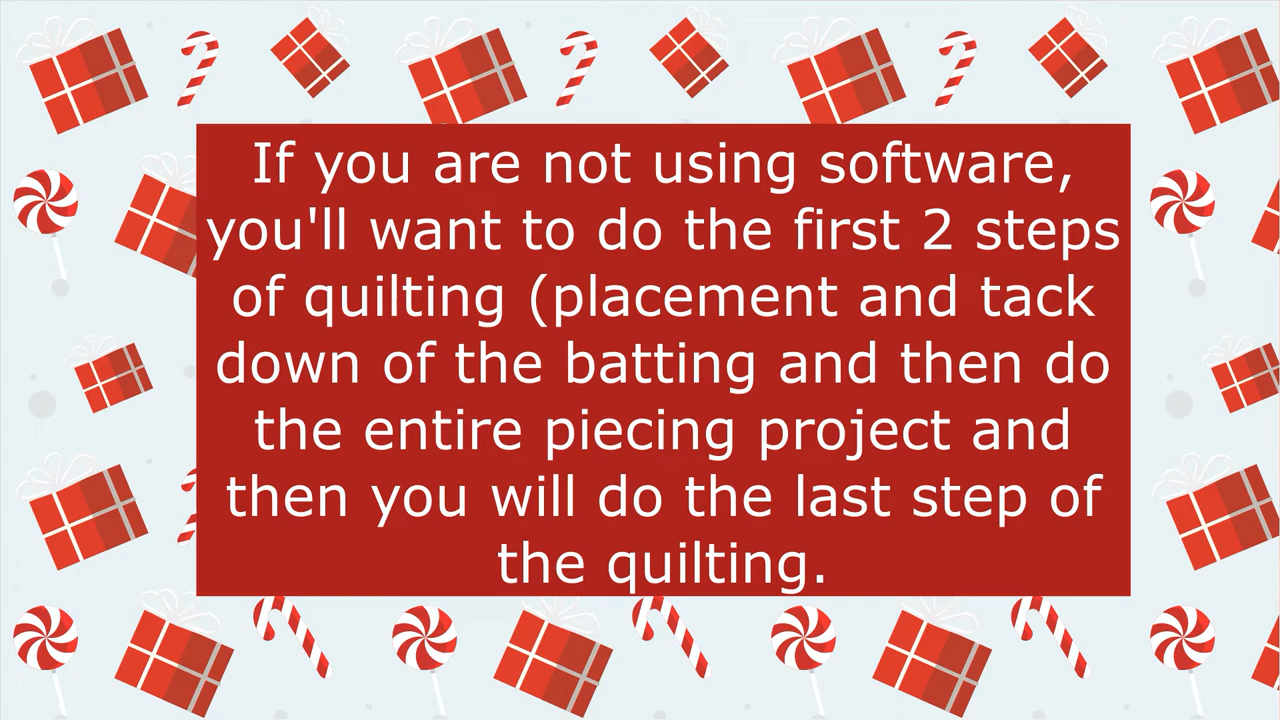 If you are not using software,
you'll want to do the first 2 steps
of quilting (placement and tack
down of the batting and then do
the entire piecing project and
then you will do the last step of
the quilting.